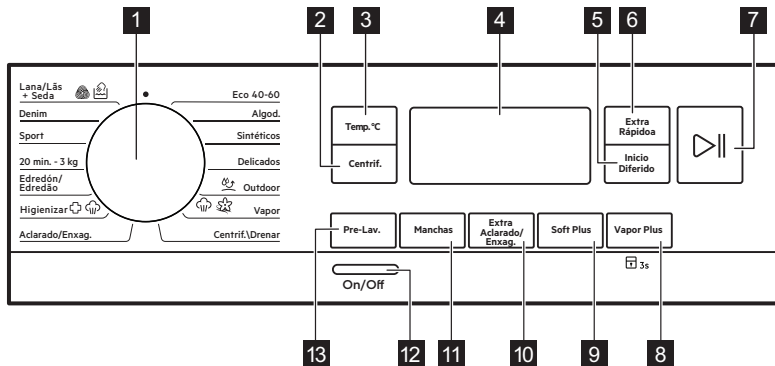 1
2
3
4
5
6
7
Lana/Lãs
+ Seda
Denim
Sport
20 min. - 3 kg
Edredón/
Edredão
Higienizar
Aclarado/Enxag.
Eco 40-60
Algod.
Sintéticos
Delicados
Outdoor
Vapor
Centrif.\Drenar
Temp.°C
Centrif.
Extra
Rápidoa
Inicio
Diferido
Pre-Lav.
Manchas
Extra
Aclarado/
Enxag.
Soft Plus
Vapor Plus
3s
On/Off
13
12
11
10
9
8